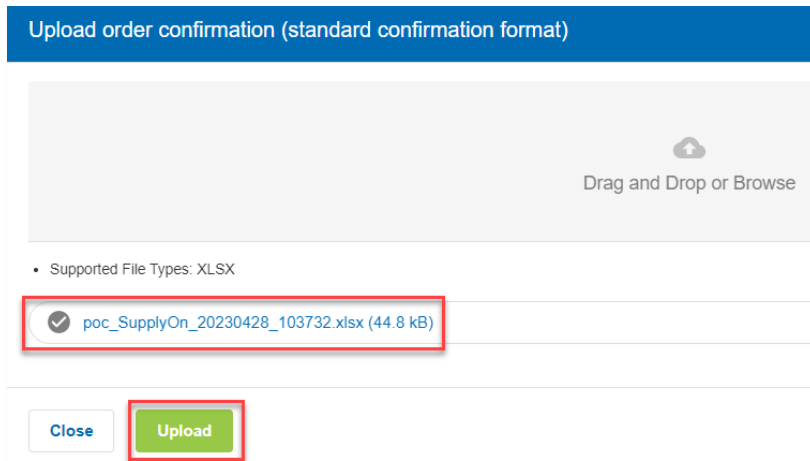 Upload order confirmation (standard confirmation format)
Drag and Drop or Browse
• Supported File Types: XLSX
poc_SupplyOn_20230428_103732.xlsx (44.8 kB)
Close
Upload